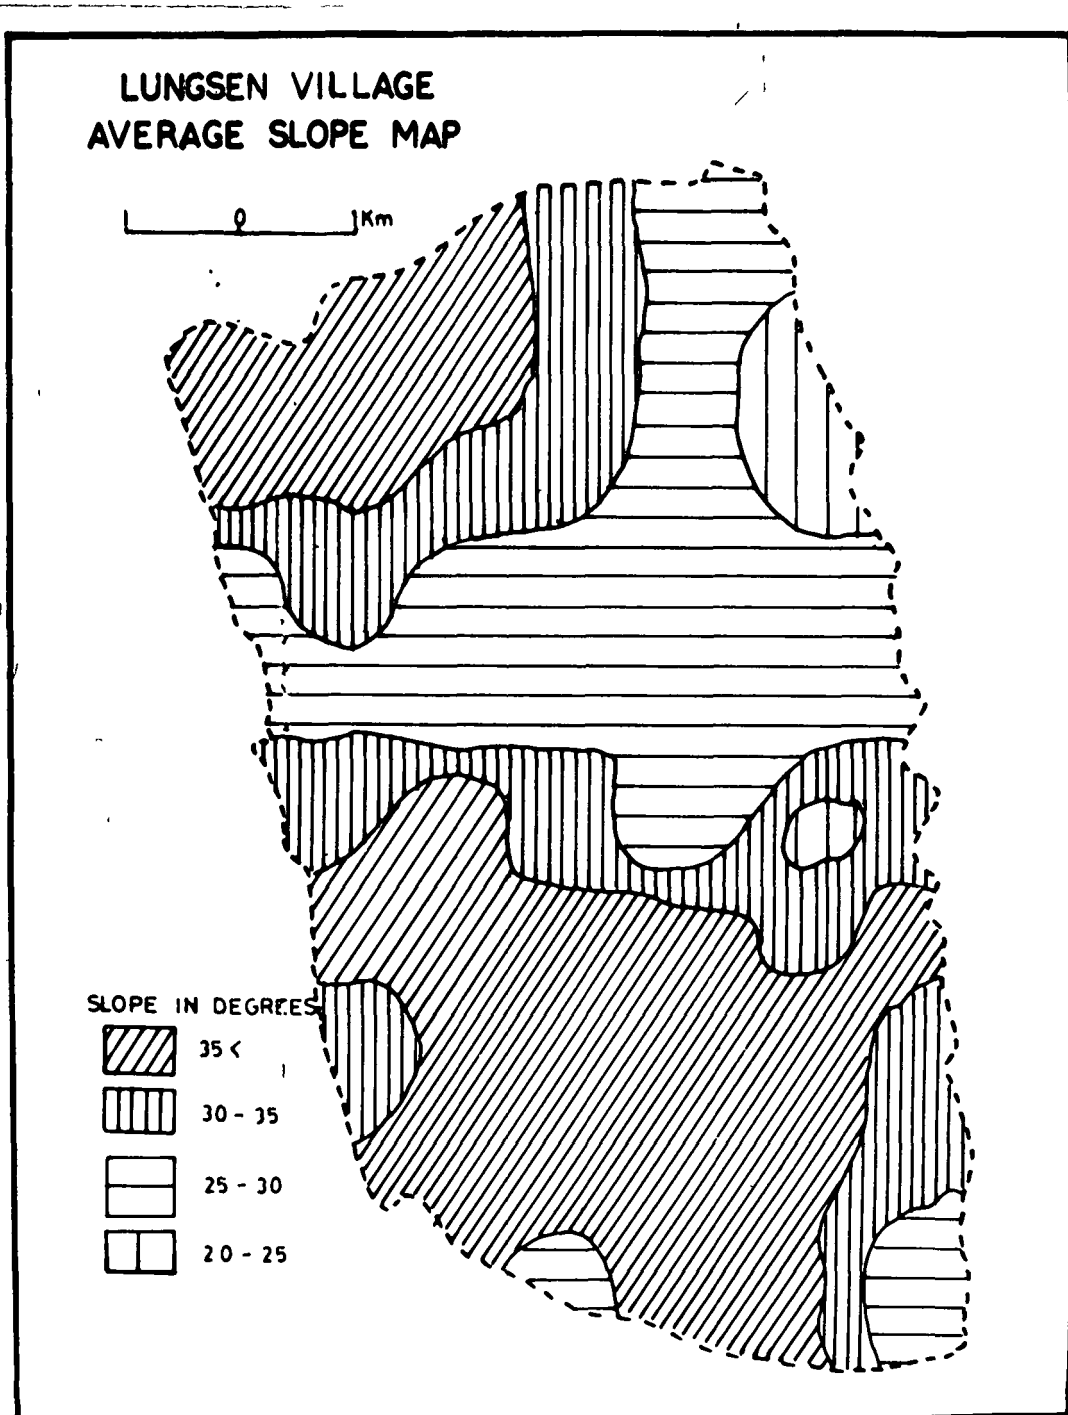 LUNGSEN VILLAGE
AVERAGE SLOPE MAP
0 Km
SLOPE IN DEGREES
35 <
30 - 35
25 - 30
20 - 25